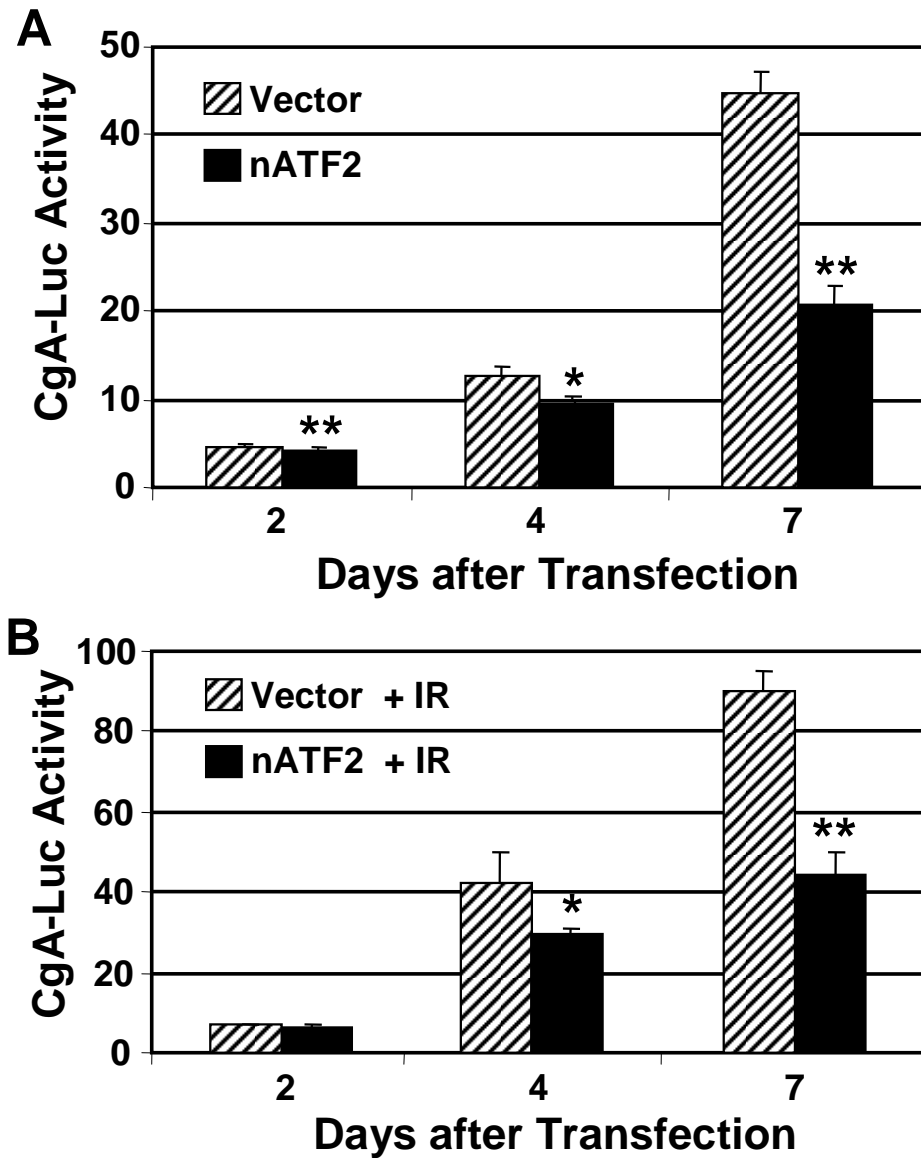 A
50
40
30
20
10
0
CgA-Luc Activity
Vector
nATF2
**
*
**
2 4 7
Days after Transfection
B
100
80
60
40
20
0
CgA-Luc Activity
Vector + IR
nATF2 + IR
*
**
2 4 7
Days after Transfection